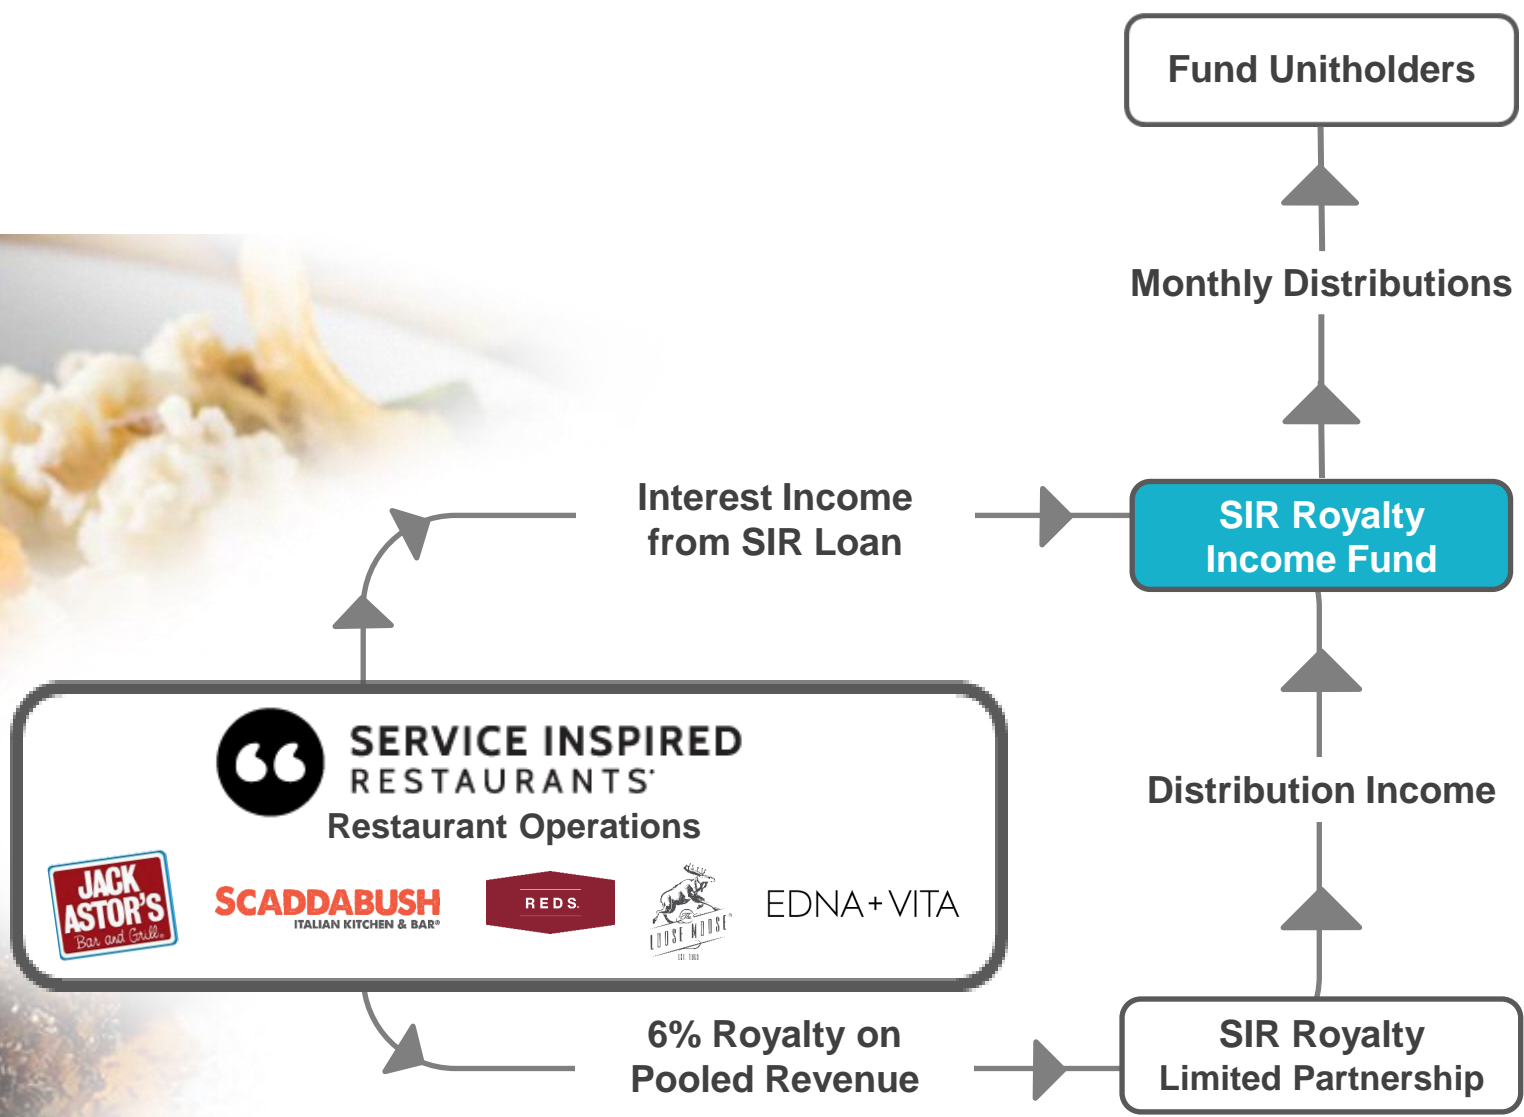 Fund Unitholders
Monthly Distributions
Interest Income
from SIR Loan
SIR Royalty
Income Fund
SERVICE INSPIRED
RESTAURANTS
Restaurant Operations
JACK
ASTOR'S
Bar and Grill
SCADDABUSH
ITALIAN KITCHEN & BAR®
REDS
The
LOOSE MOOSE
EDNA+VITA
Distribution Income
6% Royalty on
Pooled Revenue
SIR Royalty
Limited Partnership